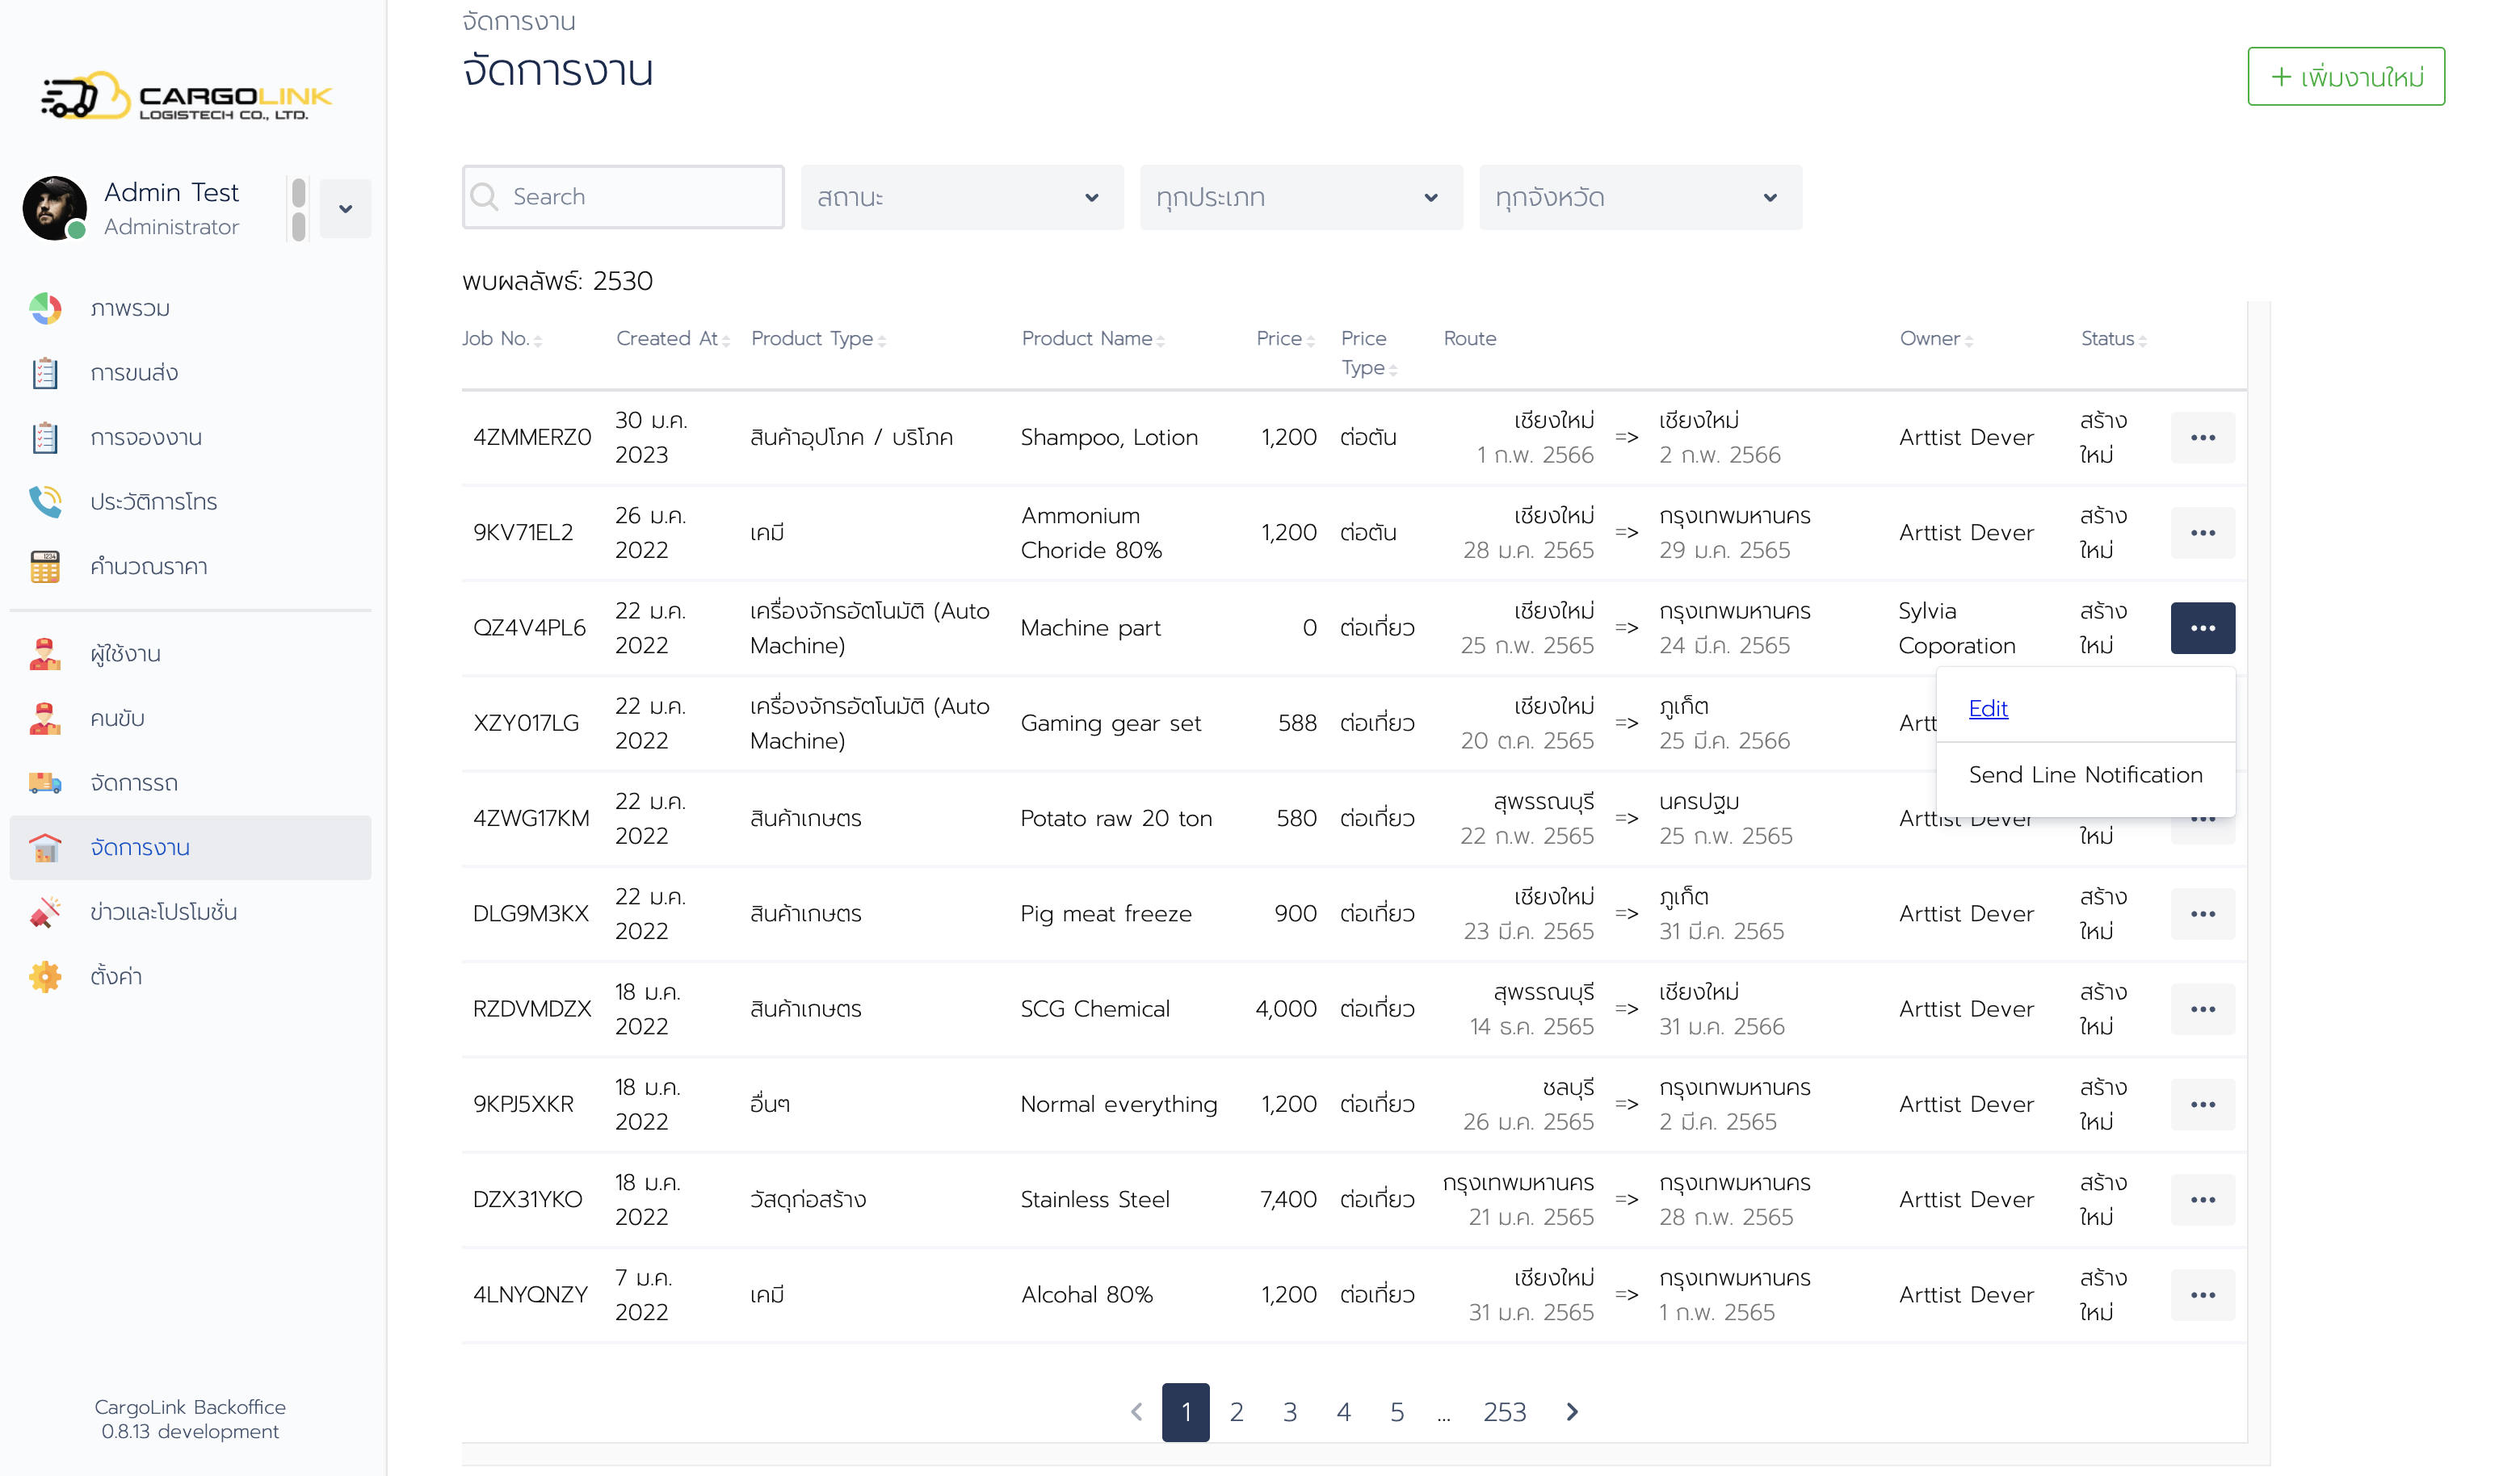 CARGOLINK
LOGISTECH CO., LTD.
Admin Test
Administrator
ภาพรวม
การขนส่ง
การจองงาน
ประวัติการโทร
คำนวณราคา
ผู้ใช้งาน
คนขับ
จัดการรถ
จัดการงาน
ข่าวและโปรโมชั่น
ตั้งค่า
CargoLink Backoffice
0.8.13 development
จัดการงาน
จัดการงาน
+ เพิ่มงานใหม่
Search
สถานะ
ทุกประเภท
ทุกจังหวัด
พบผลลัพธ์: 2530
Job No. Created At Product Type Product Name Price Price Type Route Owner Status
4ZMMERZ0 30 ม.ค. 2023 สินค้าอุปโภค / บริโภค Shampoo, Lotion 1,200 ต่อตัน เชียงใหม่ 1 ก.พ. 2566 => เชียงใหม่ 2 ก.พ. 2566 Arttist Dever สร้างใหม่
9KV71EL2 26 ม.ค. 2022 เคมี Ammonium Choride 80% 1,200 ต่อตัน เชียงใหม่ 28 ม.ค. 2565 => กรุงเทพมหานคร 29 ม.ค. 2565 Arttist Dever สร้างใหม่
QZ4V4PL6 22 ม.ค. 2022 เครื่องจักรอัตโนมัติ (Auto Machine) Machine part 0 ต่อเที่ยว เชียงใหม่ 25 ก.พ. 2565 => กรุงเทพมหานคร 24 มี.ค. 2565 Sylvia Coporation สร้างใหม่
Edit
Send Line Notification
XZY017LG 22 ม.ค. 2022 เครื่องจักรอัตโนมัติ (Auto Machine) Gaming gear set 588 ต่อเที่ยว เชียงใหม่ 20 ต.ค. 2565 => ภูเก็ต 25 มี.ค. 2566 Artt
4ZWG17KM 22 ม.ค. 2022 สินค้าเกษตร Potato raw 20 ton 580 ต่อเที่ยว สุพรรณบุรี 22 ก.พ. 2565 => นครปฐม 25 ก.พ. 2565 Arttist Dever ใหม่
DLG9M3KX 22 ม.ค. 2022 สินค้าเกษตร Pig meat freeze 900 ต่อเที่ยว เชียงใหม่ 23 มี.ค. 2565 => ภูเก็ต 31 มี.ค. 2565 Arttist Dever สร้างใหม่
RZDVMDZX 18 ม.ค. 2022 สินค้าเกษตร SCG Chemical 4,000 ต่อเที่ยว สุพรรณบุรี 14 ธ.ค. 2565 => เชียงใหม่ 31 ม.ค. 2566 Arttist Dever สร้างใหม่
9KPJ5XKR 18 ม.ค. 2022 อื่นๆ Normal everything 1,200 ต่อเที่ยว ชลบุรี 26 ม.ค. 2565 => กรุงเทพมหานคร 2 มี.ค. 2565 Arttist Dever สร้างใหม่
DZX31YKO 18 ม.ค. 2022 วัสดุก่อสร้าง Stainless Steel 7,400 ต่อเที่ยว กรุงเทพมหานคร 21 ม.ค. 2565 => กรุงเทพมหานคร 28 ก.พ. 2565 Arttist Dever สร้างใหม่
4LNYQNZY 7 ม.ค. 2022 เคมี Alcohal 80% 1,200 ต่อเที่ยว เชียงใหม่ 31 ม.ค. 2565 => กรุงเทพมหานคร 1 ก.พ. 2565 Arttist Dever สร้างใหม่
1 2 3 4 5 ... 253